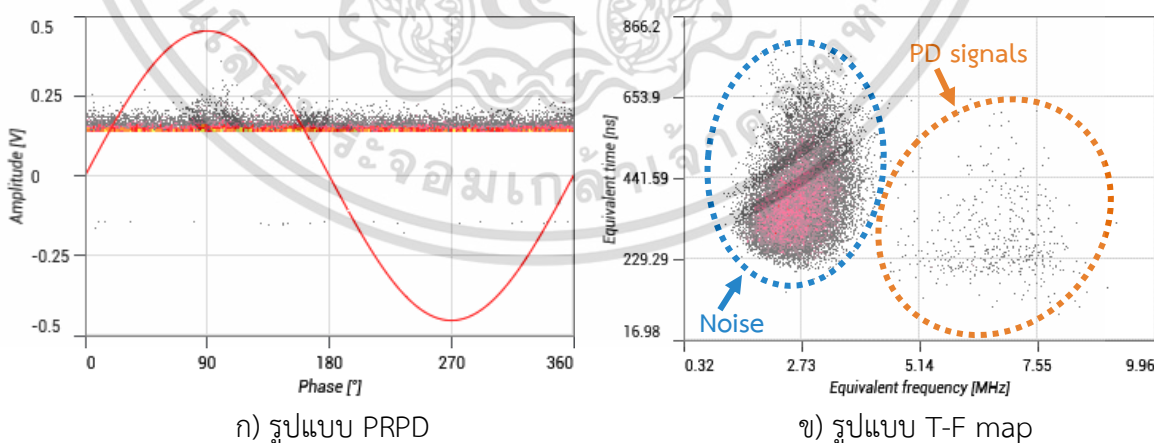 0.5
0.25
0
-0.25
-0.5
Amplitude [V]
0 90 180 270 360
Phase [°]
ก) รูปแบบ PRPD
866.2
653.9
441.59
229.29
16.98
Equivalent time [ns]
PD signals
Noise
0.32 2.73 5.14 7.55 9.96
Equivalent frequency [MHz]
ข) รูปแบบ T-F map